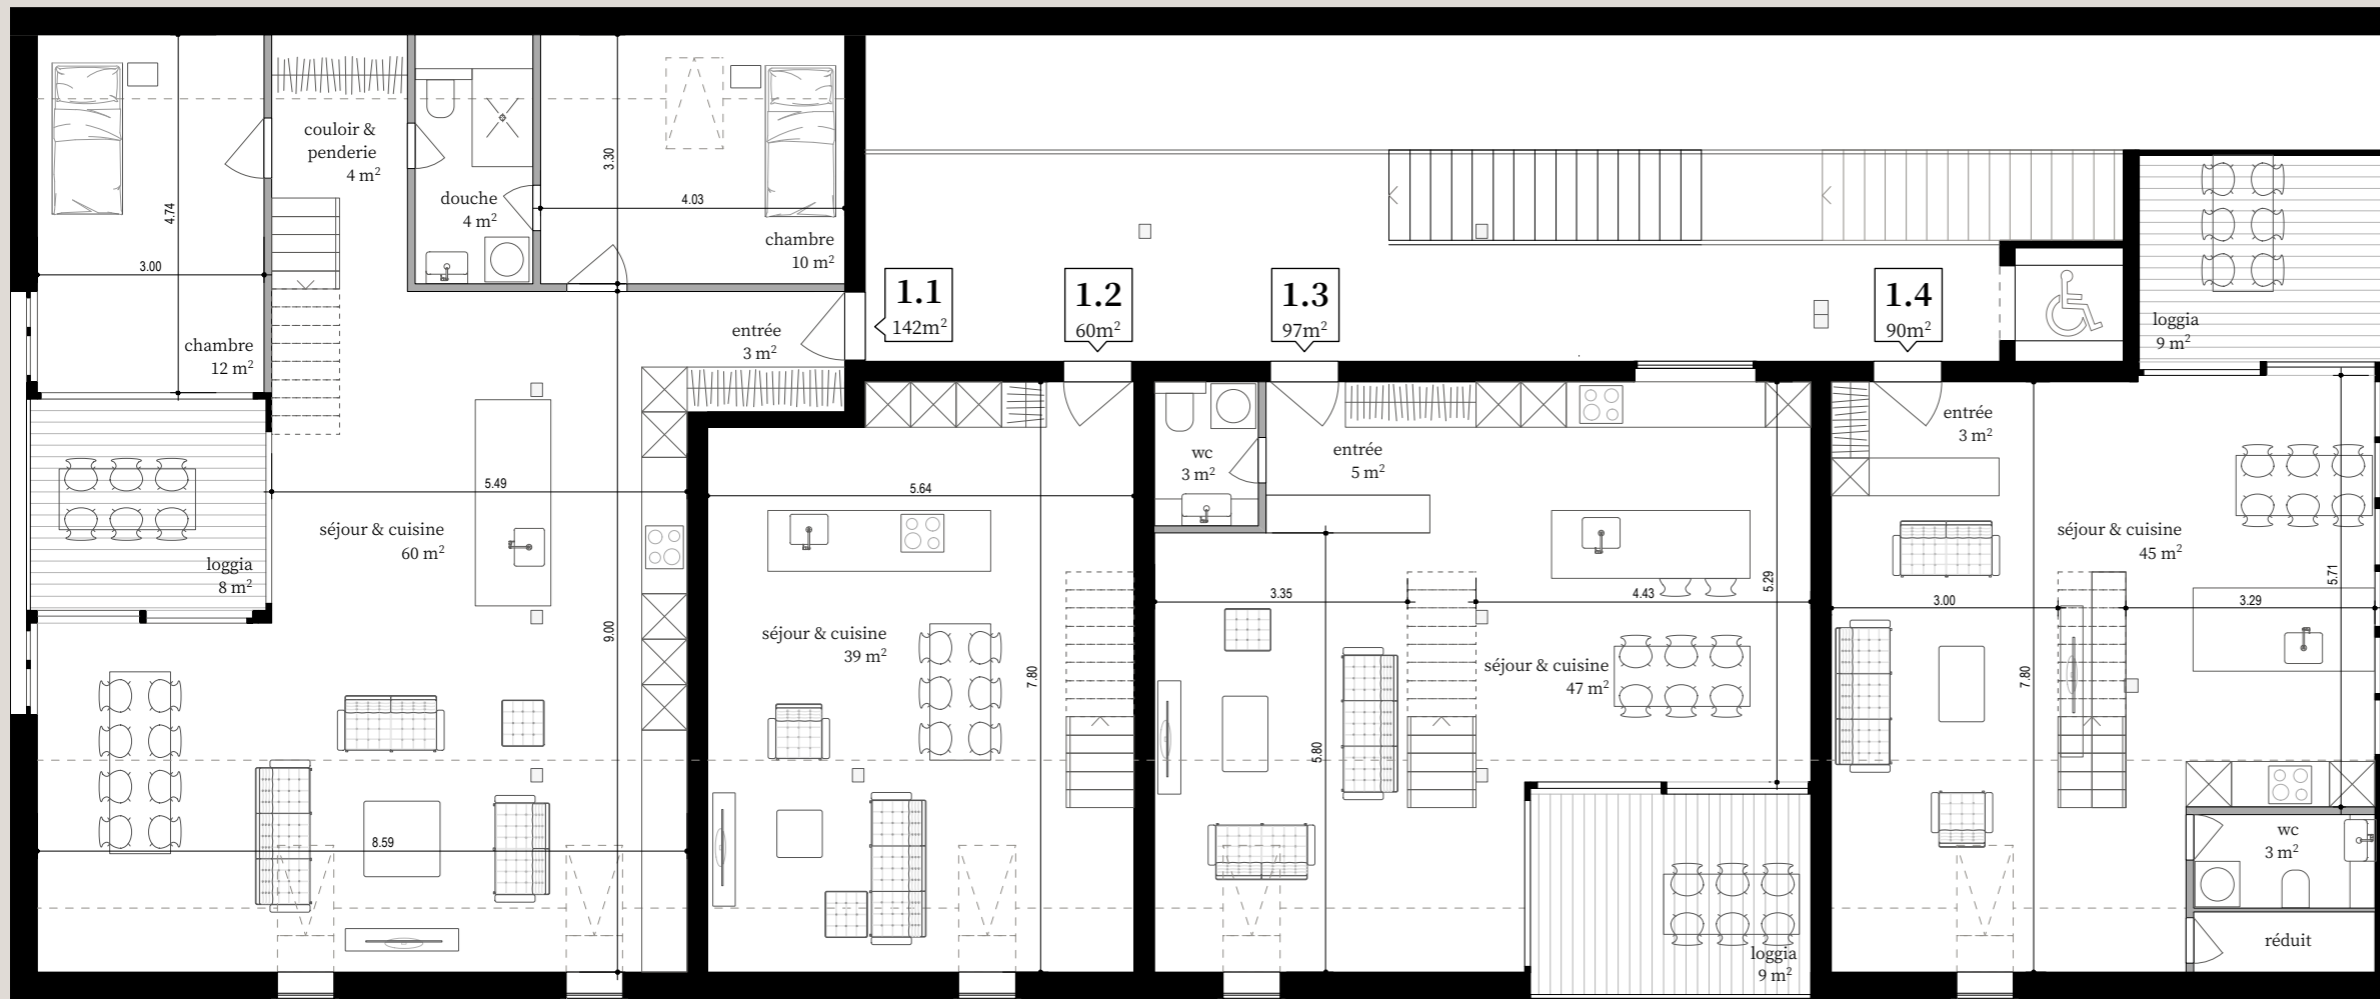 couloir &
penderie
4 m²
douche
4 m²
3.30
4.03
chambre
10 m²
4.74
3.00
chambre
12 m²
entrée
3 m²
1.1
142m²
1.2
60m²
1.3
97m²
1.4
90m²
loggia
9 m²
5.49
séjour & cuisine
60 m²
loggia
8 m²
9.00
8.59
5.64
séjour & cuisine
39 m²
7.80
wc
3 m²
entrée
5 m²
3.35
4.43
5.29
séjour & cuisine
47 m²
5.80
loggia
9 m²
entrée
3 m²
séjour & cuisine
45 m²
5.71
3.00
3.29
7.80
wc
3 m²
réduit